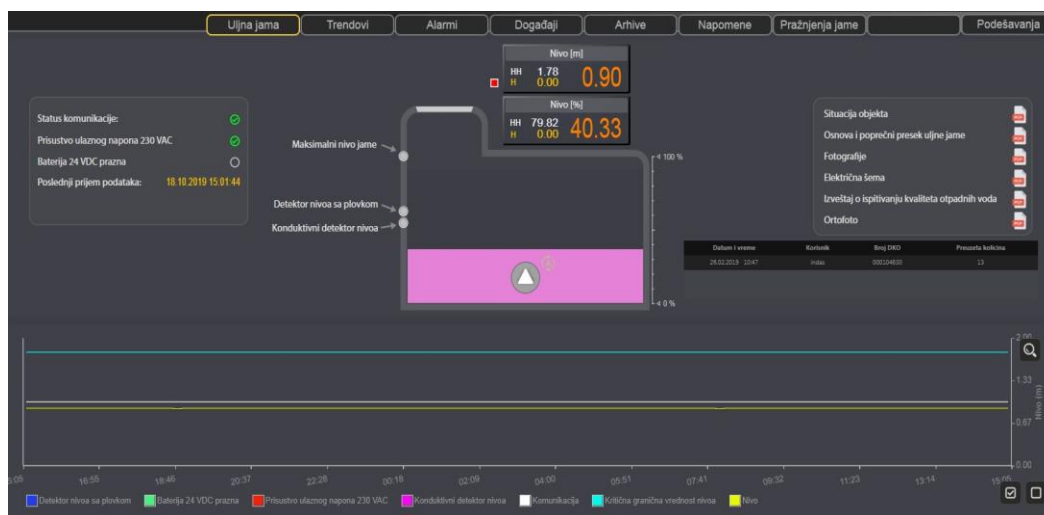 Uljna jama Trendovi Alarmi Događaji Arhive Napomene Pražnjenja jame Podešavanja
Nivo [m]
HH 1.78
H 0.00
0.90
Nivo [%]
HH 79.82
H 0.00
40.33
Status komunikacije:
Prisustvo ulaznog napona 230 VAC
Baterija 24 VDC prazna
Poslednji prijem podataka: 18.10.2019 15:01:44
Maksimalni nivo jame
Detektor nivoa sa plovkom
Konduktivni detektor nivoa
100 %
0 %
Situacija objekta
Osnova i poprečni presek uljne jame
Fotografije
Električna šema
Izveštaj o ispitivanju kvaliteta otpadnih voda
Ortofoto
Datum i vreme Korisnik Broj DKO Preuzeta kolicina
28.02.2019 10:47 indas 000104830 13
2.00
1.33
0.67
0.00
Nivo (m)
5:05 16:55 18:46 20:37 22:28 00:18 02:09 04:00 05:51 07:41 09:32 11:23 13:14 15:05
Detektor nivoa sa plovkom Baterija 24 VDC prazna Prisustvo ulaznog napona 230 VAC Konduktivni detektor nivoa Komunikacija Kritična granična vrednost nivoa Nivo